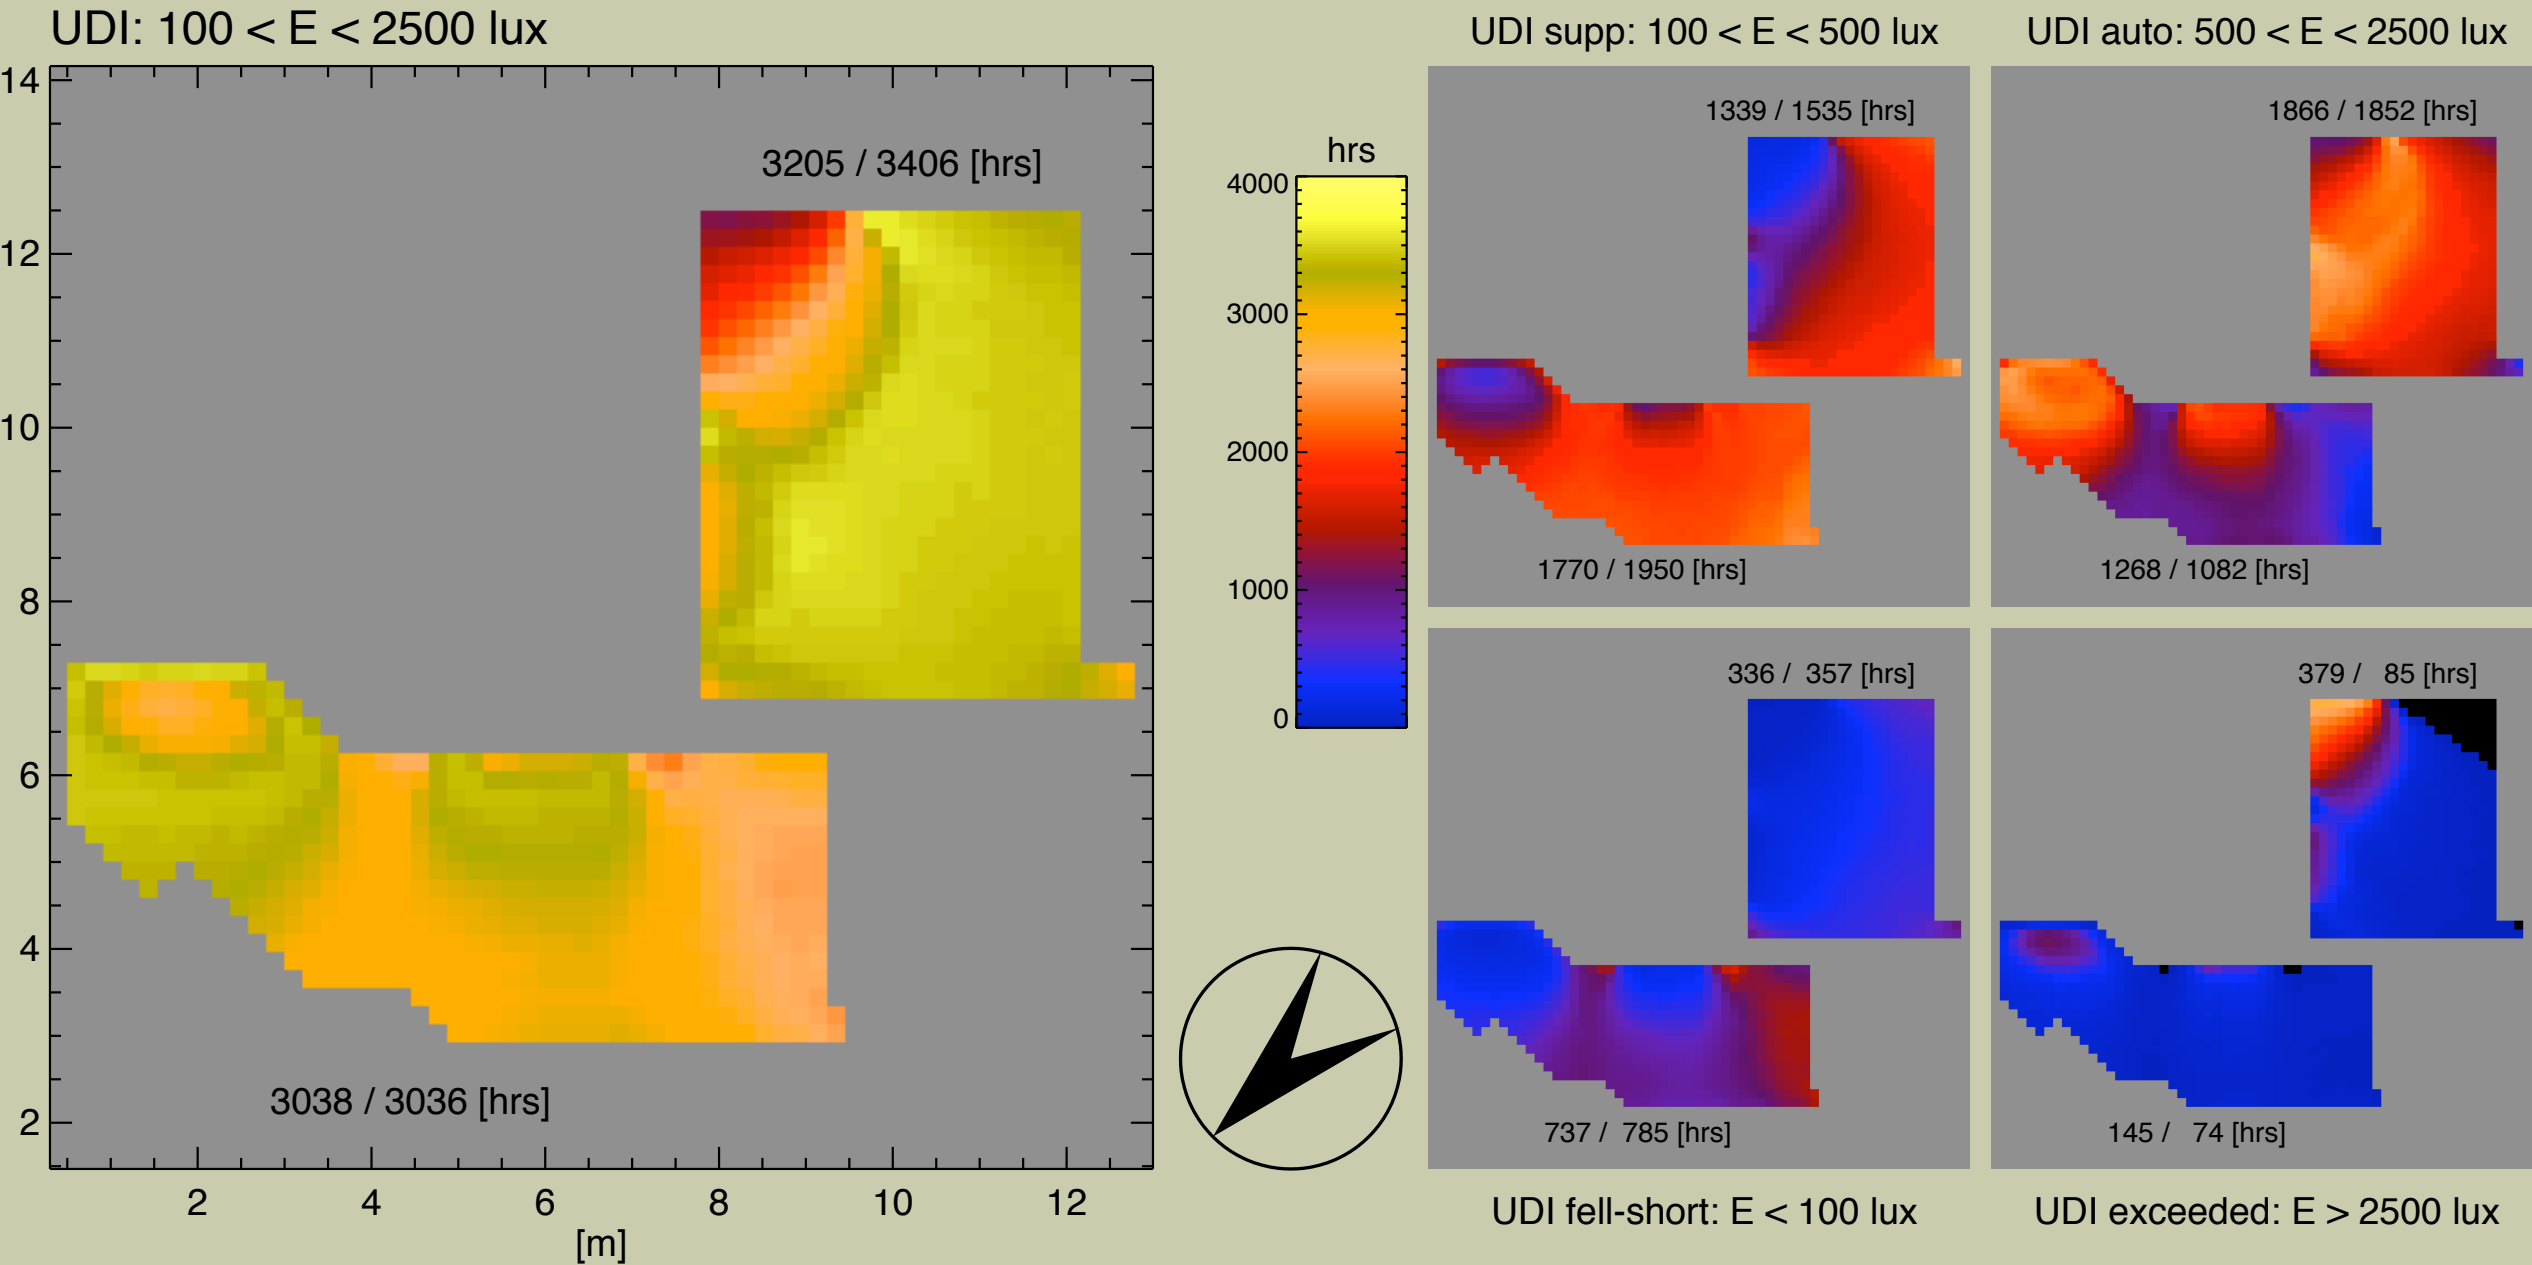 UDI: 100 < E < 2500 lux
14
12
10
8
6
4
2
2 4 6 8 10 12
[m]
3205 / 3406 [hrs]
3038 / 3036 [hrs]
hrs
4000
3000
2000
1000
0
UDI supp: 100 < E < 500 lux
1339 / 1535 [hrs]
1770 / 1950 [hrs]
UDI auto: 500 < E < 2500 lux
1866 / 1852 [hrs]
1268 / 1082 [hrs]
336 / 357 [hrs]
737 / 785 [hrs]
UDI fell-short: E < 100 lux
379 / 85 [hrs]
145 / 74 [hrs]
UDI exceeded: E > 2500 lux